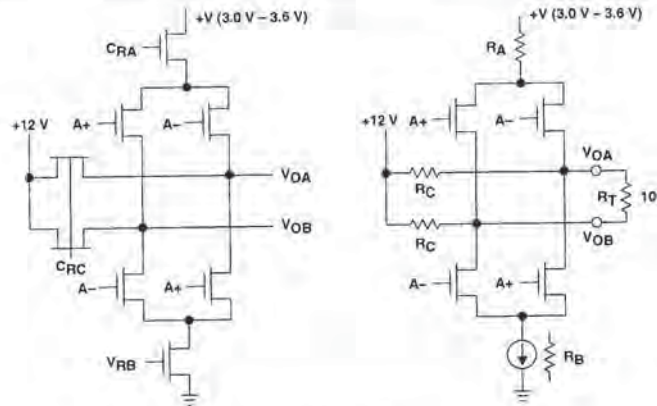 +V (3.0 V – 3.6 V)
CRA
+12 V
A+
A–
VOA
VOB
CRC
A–
A+
VRB
+V (3.0 V – 3.6 V)
RA
+12 V
A+
A–
VOA
RC
RT
10
RC
VOB
A–
A+
RB